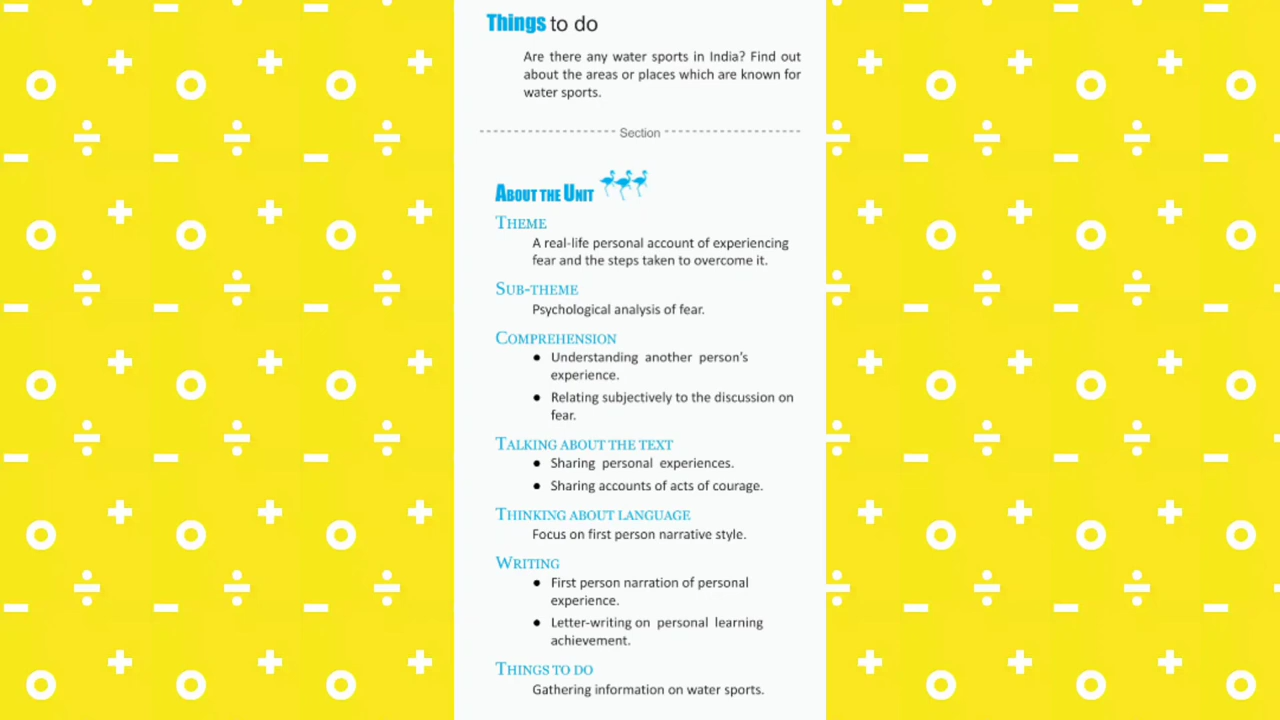 Things to do
Are there any water sports in India? Find out
about the areas or places which are known for
water sports.
Section
ABOUT THE UNIT
THEME
A real-life personal account of experiencing
fear and the steps taken to overcome it.
SUB-THEME
Psychological analysis of fear.
COMPREHENSION
● Understanding another person's
experience.
● Relating subjectively to the discussion on
fear.
TALKING ABOUT THE TEXT
● Sharing personal experiences.
● Sharing accounts of acts of courage.
THINKING ABOUT LANGUAGE
Focus on first person narrative style.
WRITING
● First person narration of personal
experience.
● Letter-writing on personal learning
achievement.
THINGS TO DO
Gathering information on water sports.